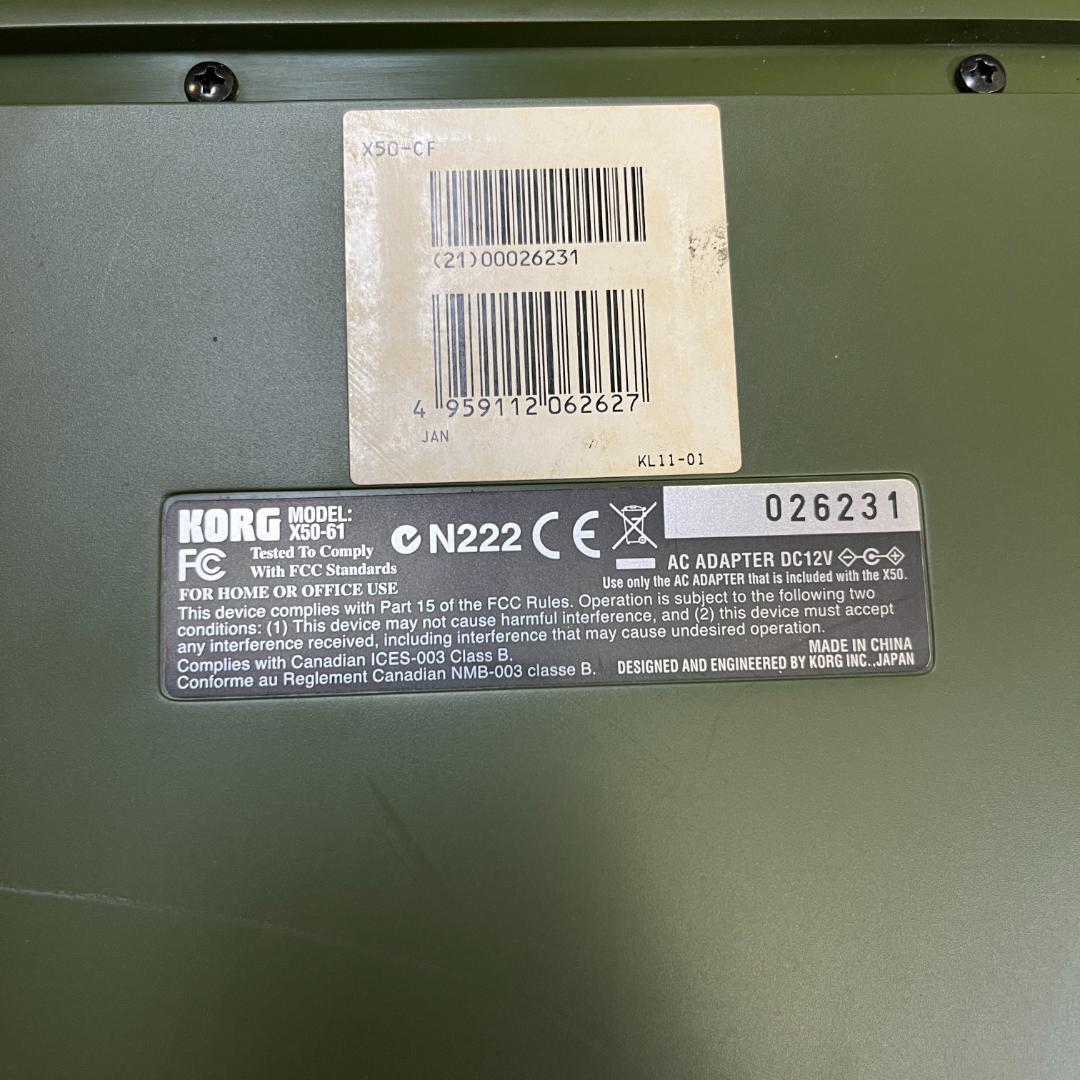 X50-CF
(21)00026231
4 959112 062627
JAN
KL11-01
KORG MODEL: X50-61
FC Tested To Comply
With FCC Standards
FOR HOME OR OFFICE USE
N222 CE
026231
AC ADAPTER DC12V
Use only the AC ADAPTER that is included with the X50.
This device complies with Part 15 of the FCC Rules. Operation is subject to the following two
conditions: (1) This device may not cause harmful interference, and (2) this device must accept
any interference received, including interference that may cause undesired operation.
Complies with Canadian ICES-003 Class B.
Conforme au Reglement Canadian NMB-003 classe B.
MADE IN CHINA
DESIGNED AND ENGINEERED BY KORG INC.,JAPAN